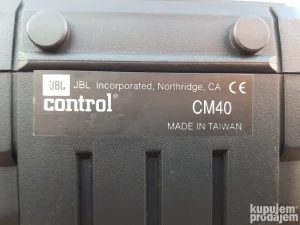 JBL JBL Incorporated, Northridge, CA CE
control®
CM40
MADE IN TAIWAN
kupujem
prodajem